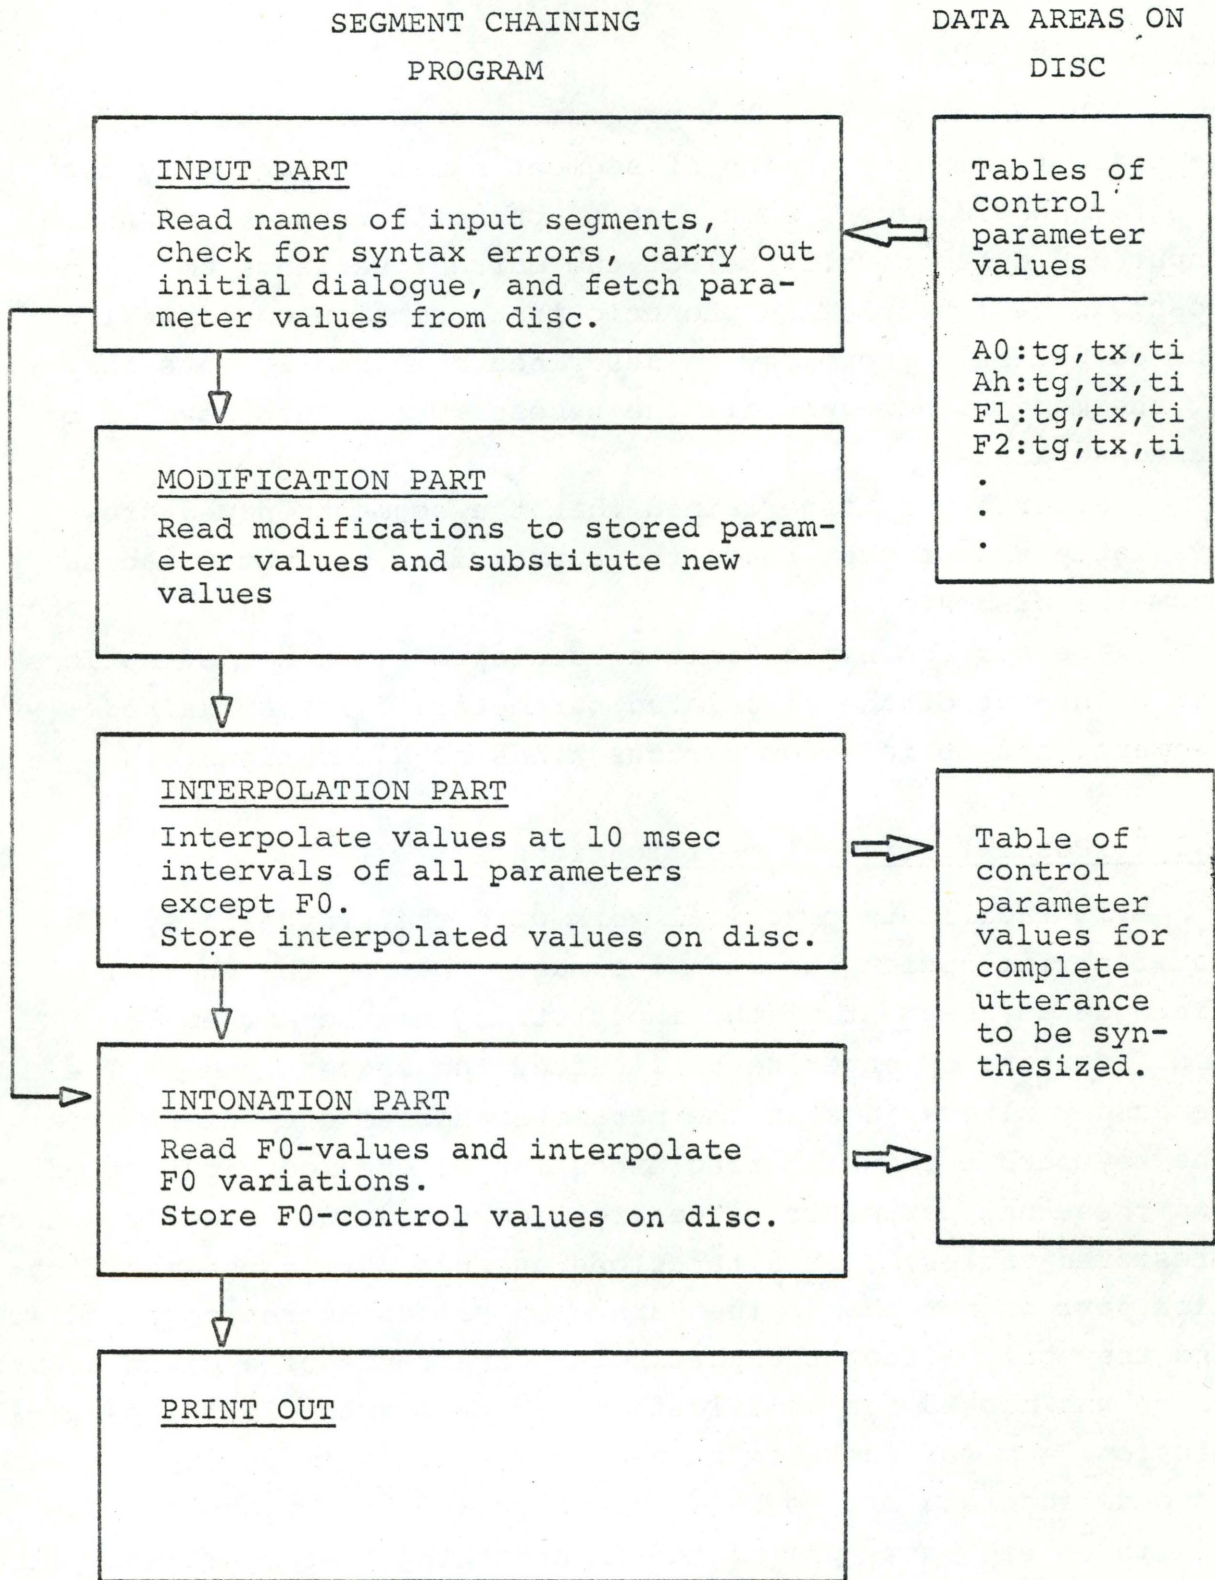 SEGMENT CHAINING
PROGRAM
DATA AREAS ON
DISC
INPUT PART
Read names of input segments,
check for syntax errors, carry out
initial dialogue, and fetch para-
meter values from disc.
Tables of
control
parameter
values
A0:tg,tx,ti
Ah:tg,tx,ti
F1:tg,tx,ti
F2:tg,tx,ti
.
.
.
MODIFICATION PART
Read modifications to stored param-
eter values and substitute new
values
INTERPOLATION PART
Interpolate values at 10 msec
intervals of all parameters
except F0.
Store interpolated values on disc.
Table of
control
parameter
values for
complete
utterance
to be syn-
thesized.
INTONATION PART
Read F0-values and interpolate
F0 variations.
Store F0-control values on disc.
PRINT OUT